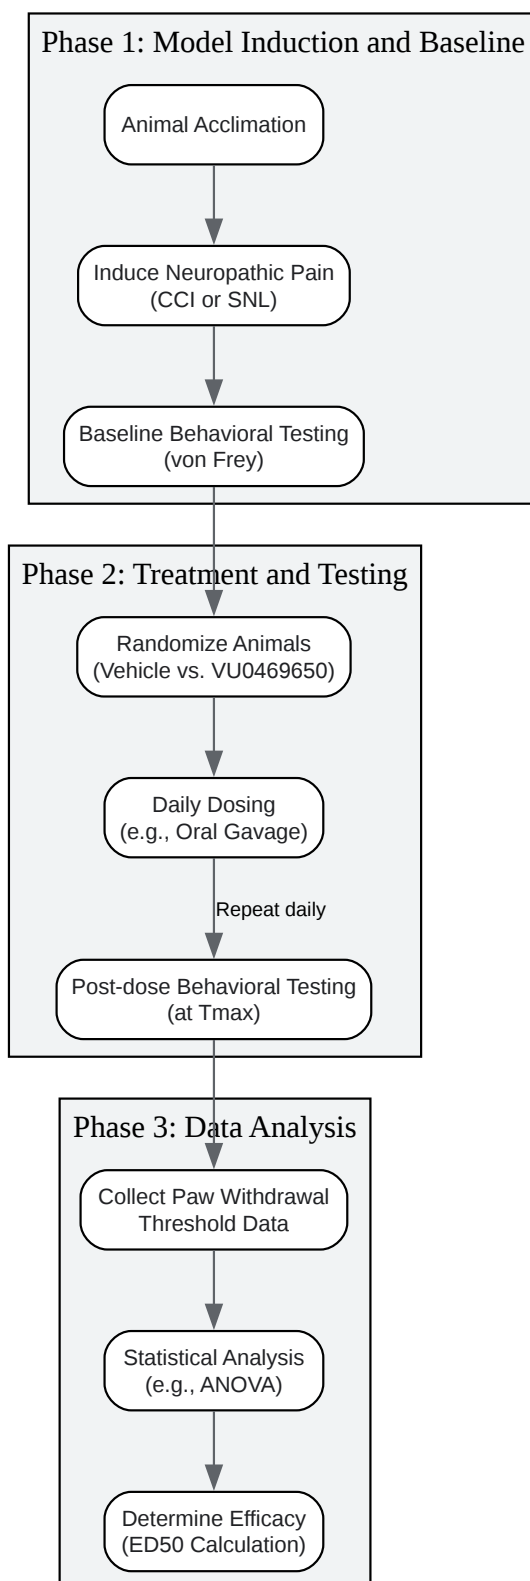 Phase 1: Model Induction and Baseline
Animal Acclimation
Induce Neuropathic Pain
(CCI or SNL)
Baseline Behavioral Testing
(von Frey)
Phase 2: Treatment and Testing
Randomize Animals
(Vehicle vs. VU0469650)
Daily Dosing
(e.g., Oral Gavage)
Repeat daily
Post-dose Behavioral Testing
(at Tmax)
Phase 3: Data Analysis
Collect Paw Withdrawal
Threshold Data
Statistical Analysis
(e.g., ANOVA)
Determine Efficacy
(ED50 Calculation)